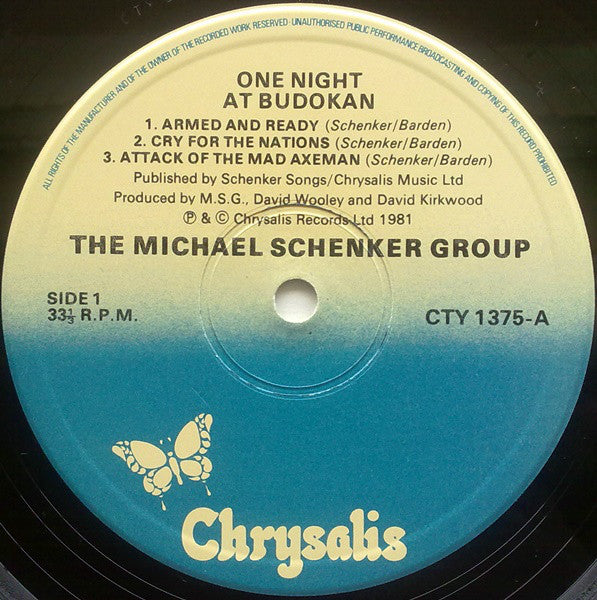 ALL RIGHTS OF THE MANUFACTURER AND OF THE OWNER OF THE RECORDED WORK RESERVED · UNAUTHORISED PUBLIC PERFORMANCE BROADCASTING AND COPYING OF THIS RECORD PROHIBITED
ONE NIGHT
AT BUDOKAN
1. ARMED AND READY (Schenker/Barden)
2. CRY FOR THE NATIONS (Schenker/Barden)
3. ATTACK OF THE MAD AXEMAN (Schenker/Barden)
Published by Schenker Songs/Chrysalis Music Ltd
Produced by M.S.G., David Wooley and David Kirkwood
℗ & © Chrysalis Records Ltd 1981
THE MICHAEL SCHENKER GROUP
SIDE 1
33⅓ R.P.M.
CTY 1375-A
Chrysalis